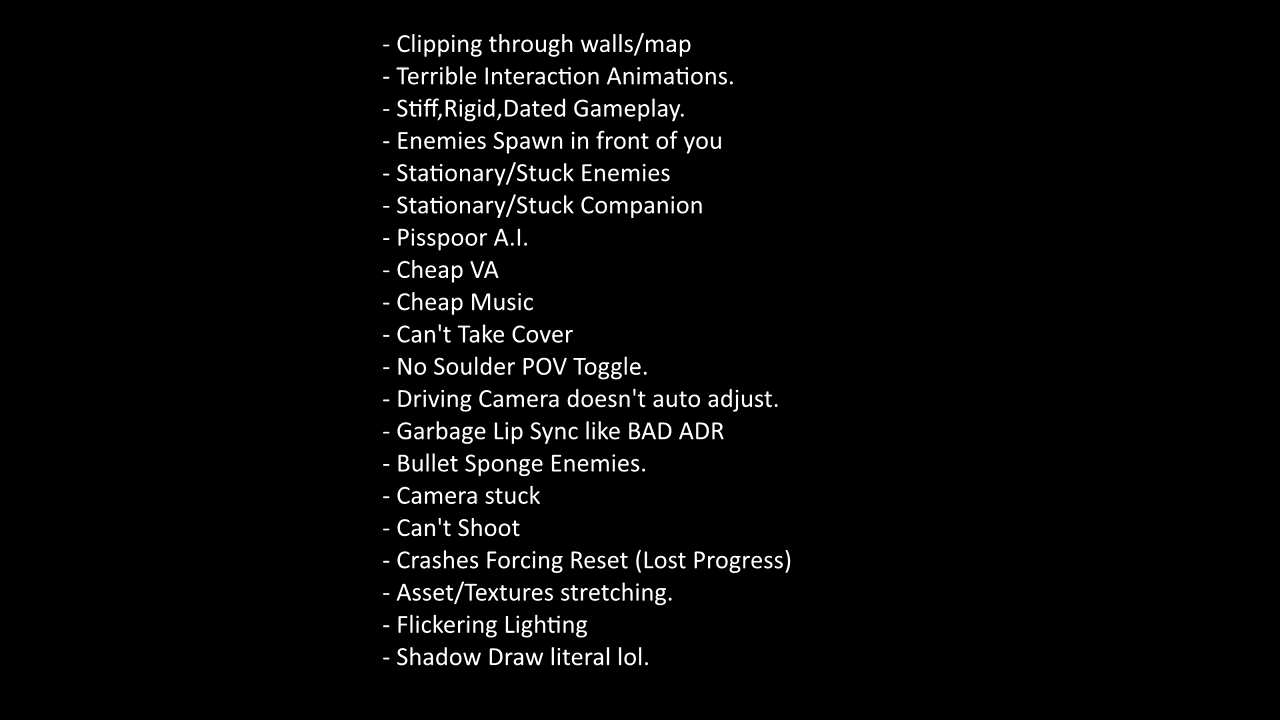 - Clipping through walls/map
- Terrible Interaction Animations.
- Stiff,Rigid,Dated Gameplay.
- Enemies Spawn in front of you
- Stationary/Stuck Enemies
- Stationary/Stuck Companion
- Pisspoor A.I.
- Cheap VA
- Cheap Music
- Can't Take Cover
- No Soulder POV Toggle.
- Driving Camera doesn't auto adjust.
- Garbage Lip Sync like BAD ADR
- Bullet Sponge Enemies.
- Camera stuck
- Can't Shoot
- Crashes Forcing Reset (Lost Progress)
- Asset/Textures stretching.
- Flickering Lighting
- Shadow Draw literal lol.